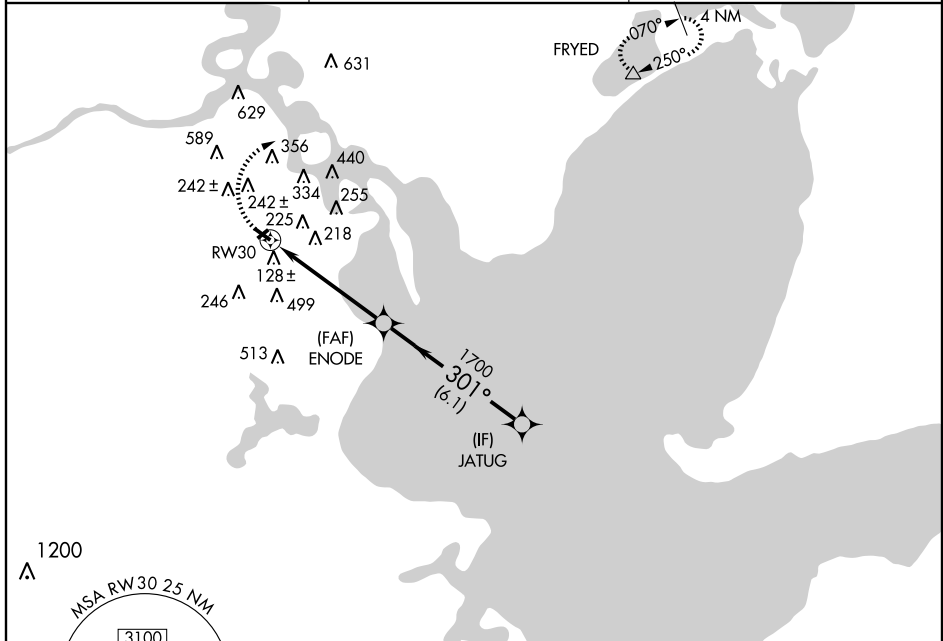 4 NM
070°
FRYED
250°
631
629
589
356
440
242 ±
334
242 ±
255
225
218
RW30
128 ±
246
499
(FAF)
ENODE
513
1700
301°
(6.1)
(IF)
JATUG
1200
MSA RW30 25 NM
3100